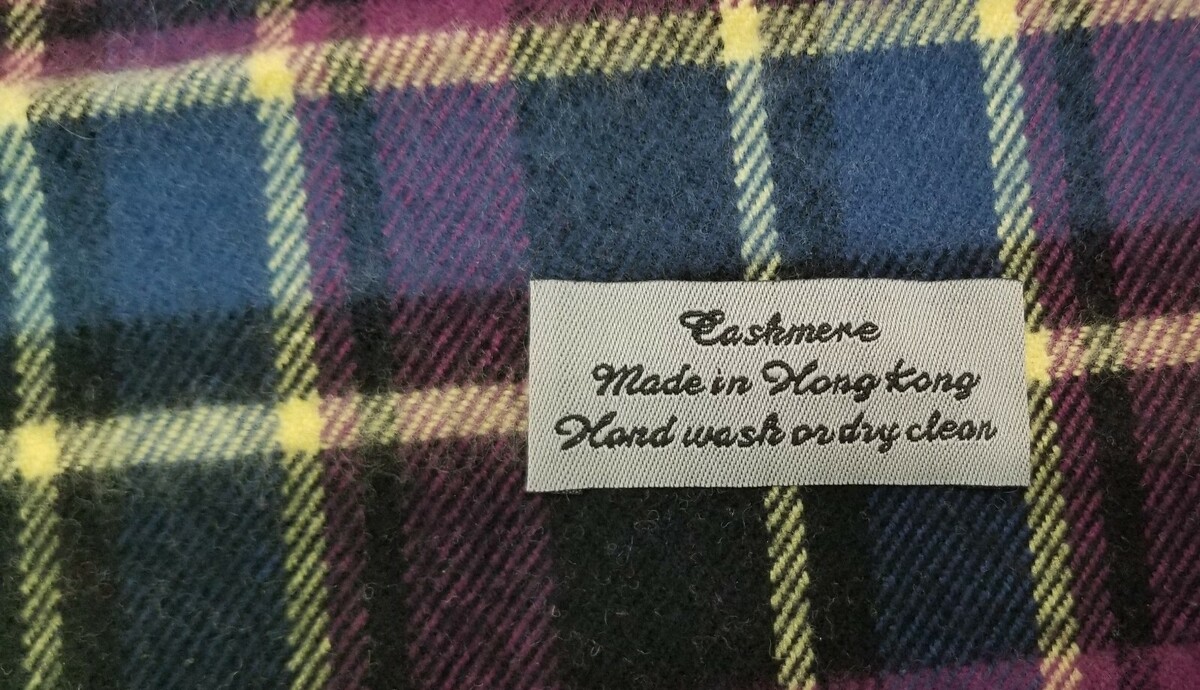 Cashmere
Made in Hong Kong
Hand wash or dry clean